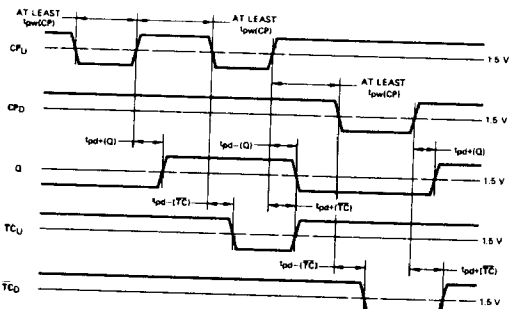 AT LEAST
tpw(CP)
AT LEAST
tpw(CP)
CPU
1.5 V
AT LEAST
tpw(CP)
CPD
1.5 V
tpd+(Q)
tpd-(Q)
tpd+(Q)
Q
1.5 V
tpd-(TC)
tpd+(TC)
TCU
1.5 V
tpd-(TC)
tpd+(TC)
TCD
1.5 V